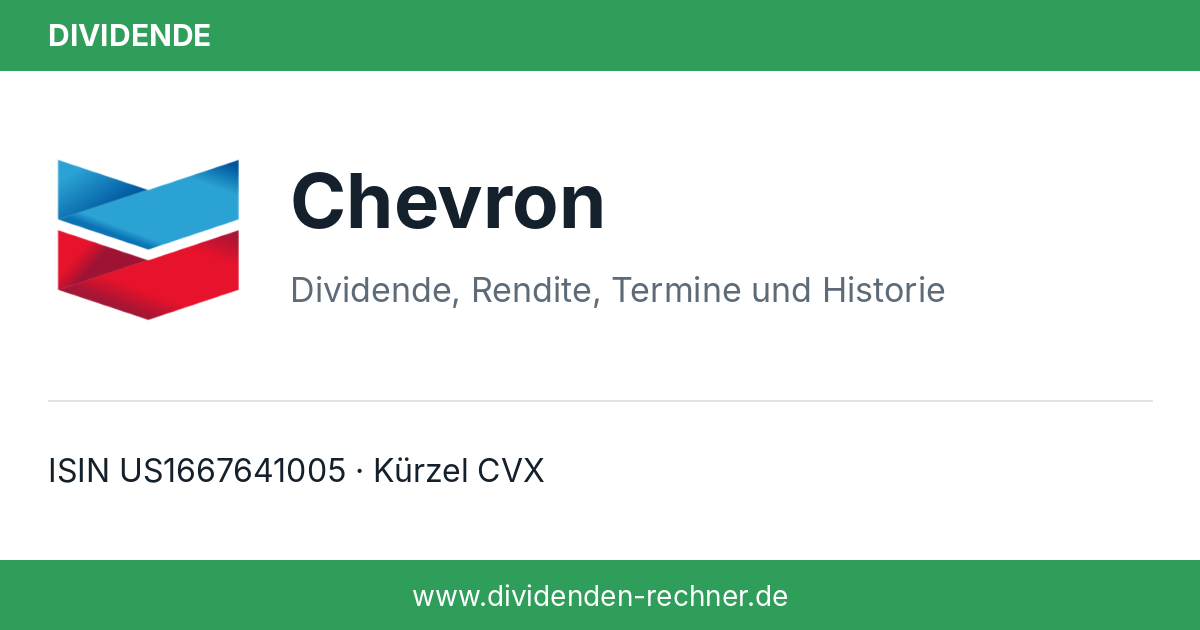 DIVIDENDE
Chevron
Dividende, Rendite, Termine und Historie
ISIN US1667641005 · Kürzel CVX
www.dividenden-rechner.de